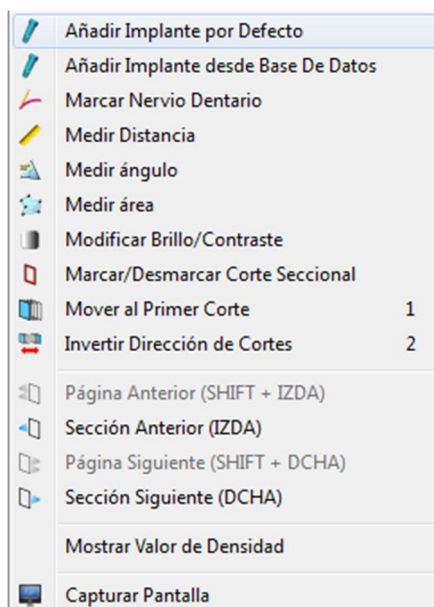 Añadir Implante por Defecto
Añadir Implante desde Base De Datos
Marcar Nervio Dentario
Medir Distancia
Medir ángulo
Medir área
Modificar Brillo/Contraste
Marcar/Desmarcar Corte Seccional
Mover al Primer Corte 1
Invertir Dirección de Cortes 2
Página Anterior (SHIFT + IZDA)
Sección Anterior (IZDA)
Página Siguiente (SHIFT + DCHA)
Sección Siguiente (DCHA)
Mostrar Valor de Densidad
Capturar Pantalla